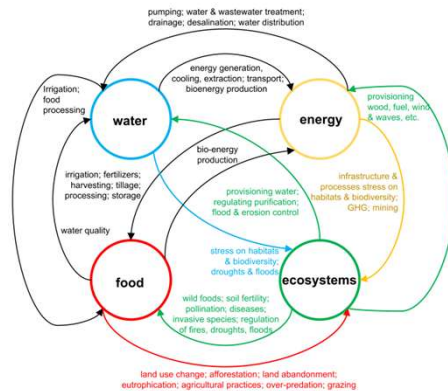 pumping; water & wastewater treatment;
drainage; desalination; water distribution
energy generation,
cooling, extraction; transport;
bioenergy production
provisioning
wood, fuel, wind
& waves, etc.
Irrigation;
food
processing
water
energy
bio-energy
production
irrigation; fertilizers;
harvesting; tillage;
processing; storage
infrastructure &
processes stress on
habitats & biodiversity;
GHG; mining
provisioning water;
regulating purification;
flood & erosion control
water quality
stress on habitats
& biodiversity;
droughts & floods
food
ecosystems
wild foods; soil fertility;
pollination; diseases;
invasive species; regulation
of fires, droughts, floods
land use change; afforestation; land abandonment;
eutrophication; agricultural practices; over-predation; grazing